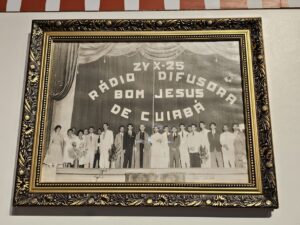 ZYX-25
RÁDIO DIFUSORA
BOM JESUS
DE CUIABÁ